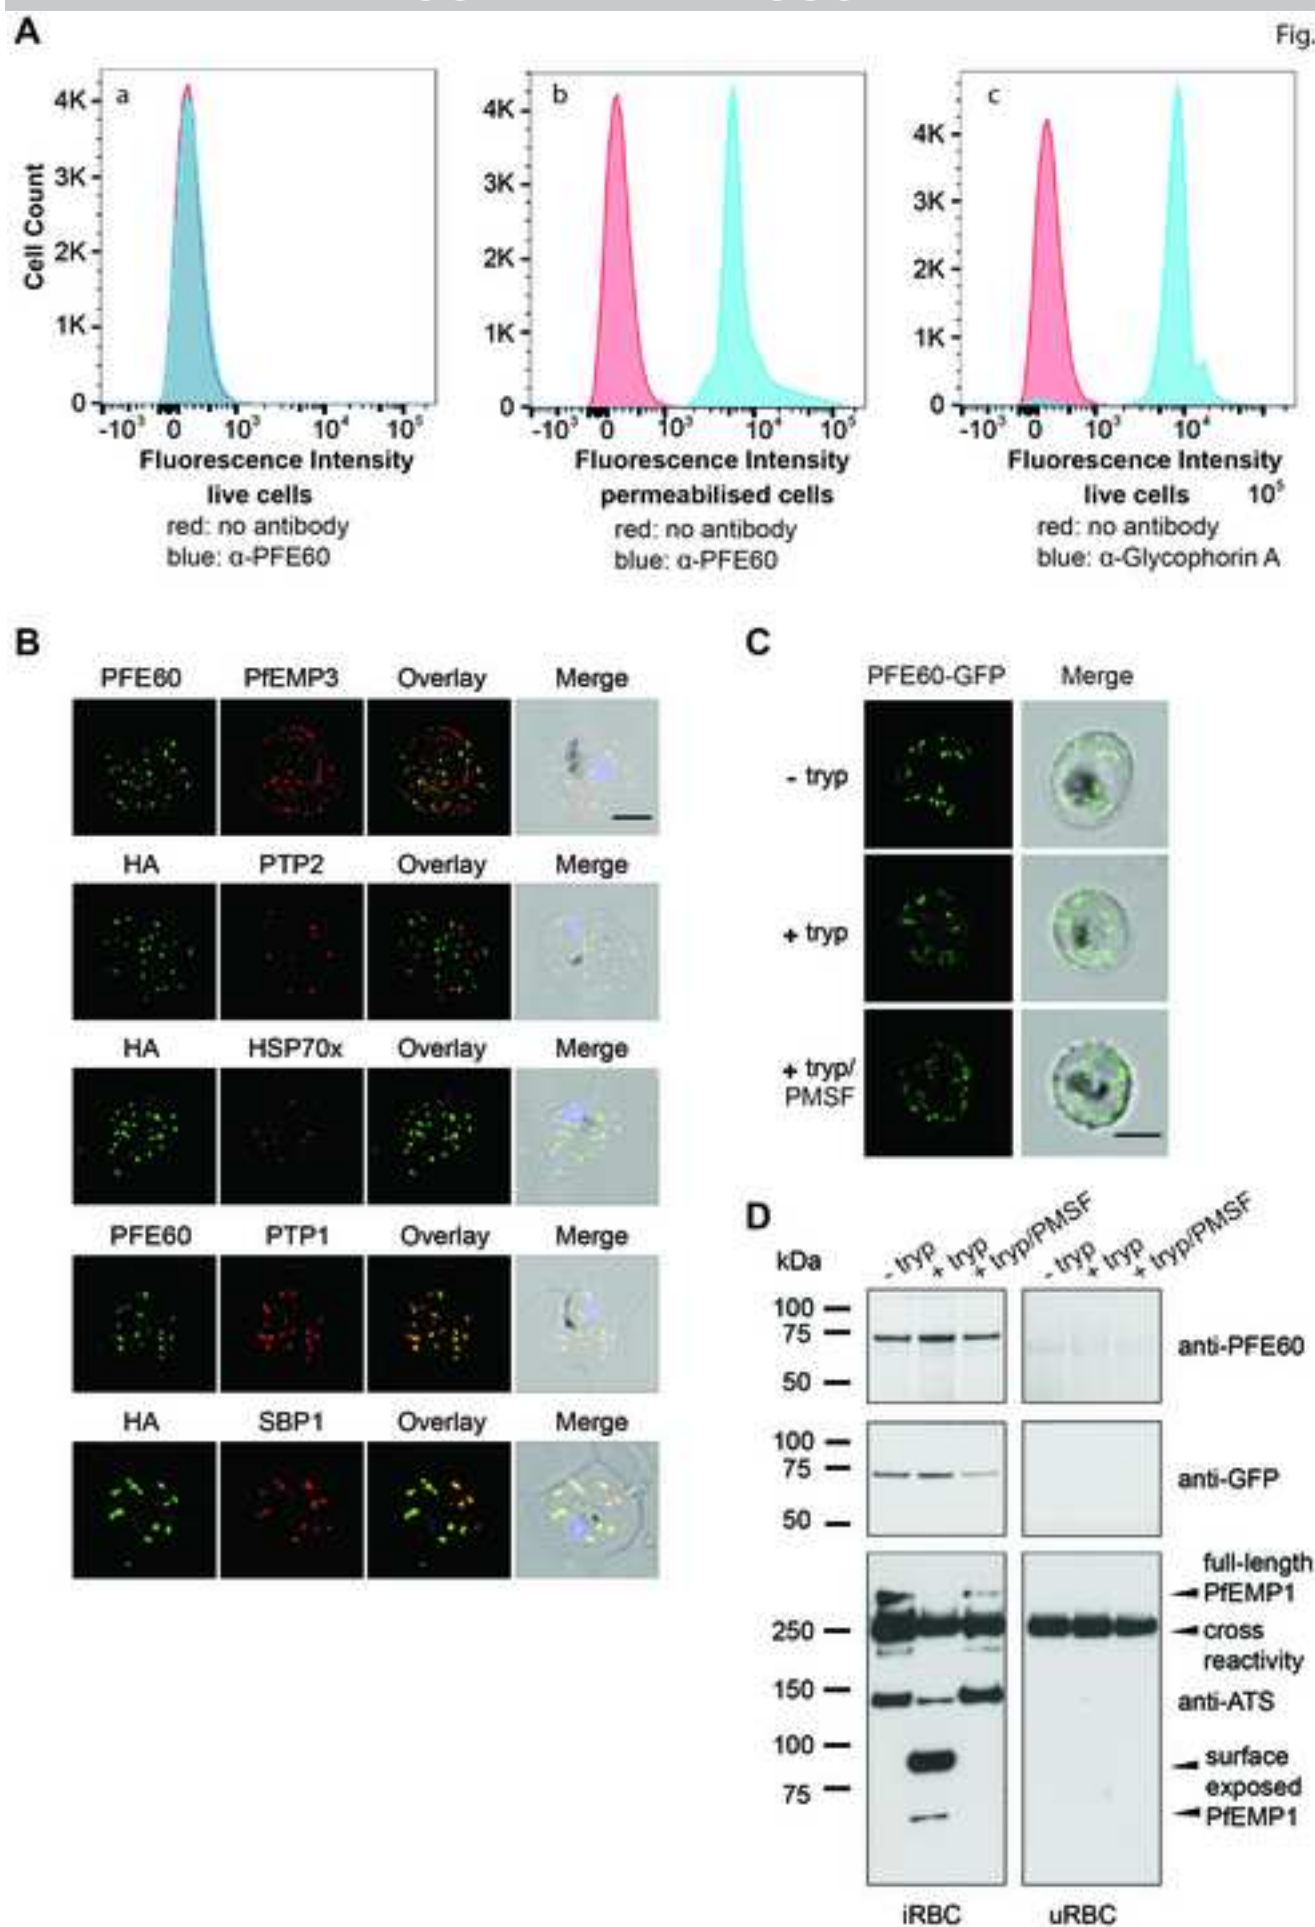 A
Fig.
a
b
c
Cell Count
4K
3K
2K
1K
0
4K
3K
2K
1K
0
4K
3K
2K
1K
0
-10³ 0 10³ 10⁴ 10⁵
-10³ 0 10³ 10⁴ 10⁵
-10³ 0 10³ 10⁴
10⁵
Fluorescence Intensity
live cells
red: no antibody
blue: α-PFE60
Fluorescence Intensity
permeabilised cells
red: no antibody
blue: α-PFE60
Fluorescence Intensity
live cells
red: no antibody
blue: α-Glycophorin A
B
PFE60 PfEMP3 Overlay Merge
HA PTP2 Overlay Merge
HA HSP70x Overlay Merge
PFE60 PTP1 Overlay Merge
HA SBP1 Overlay Merge
C
PFE60-GFP Merge
- tryp
+ tryp
+ tryp/
PMSF
D
kDa
- tryp
+ tryp
+ tryp/PMSF
- tryp
+ tryp
+ tryp/PMSF
100
75
50
anti-PFE60
100
75
50
anti-GFP
250
150
100
75
full-length
PfEMP1
cross
reactivity
anti-ATS
surface
exposed
PfEMP1
iRBC uRBC